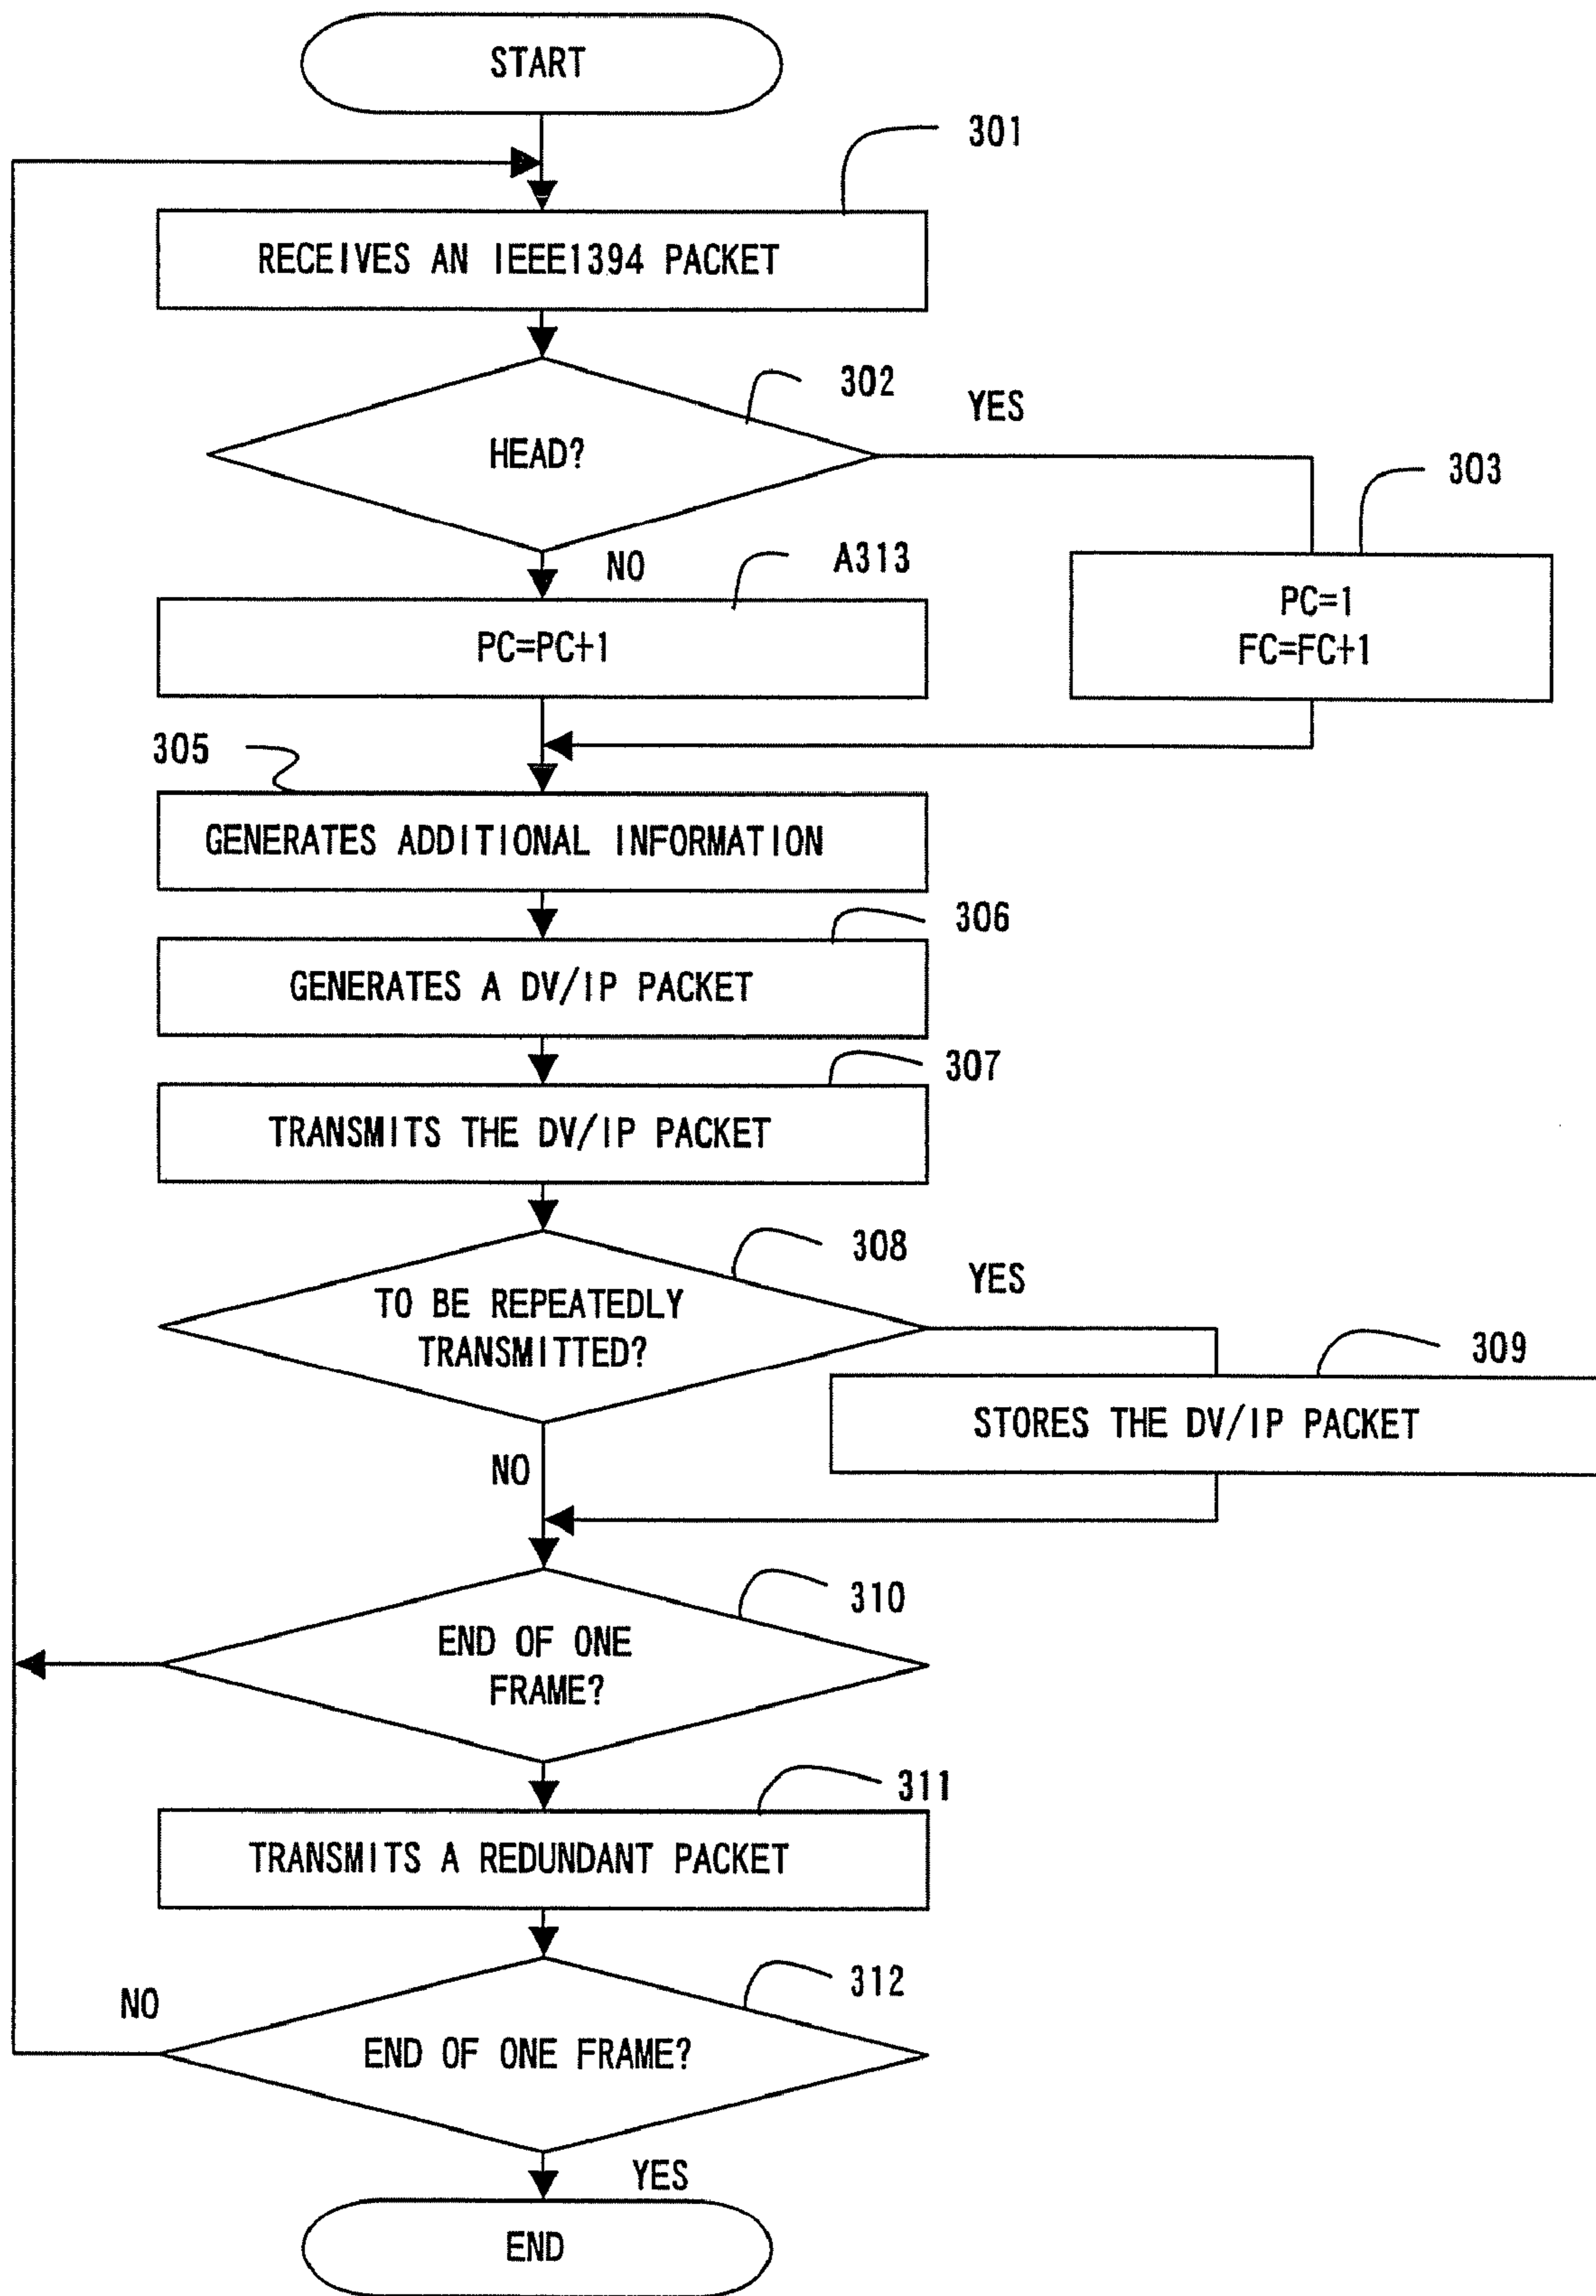 START
301
RECEIVES AN IEEE1394 PACKET
302
YES
HEAD?
303
NO
A313
PC=PC+1
PC=1
FC=FC+1
305
GENERATES ADDITIONAL INFORMATION
306
GENERATES A DV/IP PACKET
307
TRANSMITS THE DV/IP PACKET
308
YES
TO BE REPEATEDLY
TRANSMITTED?
309
STORES THE DV/IP PACKET
NO
310
END OF ONE
FRAME?
311
TRANSMITS A REDUNDANT PACKET
312
NO
END OF ONE FRAME?
YES
END